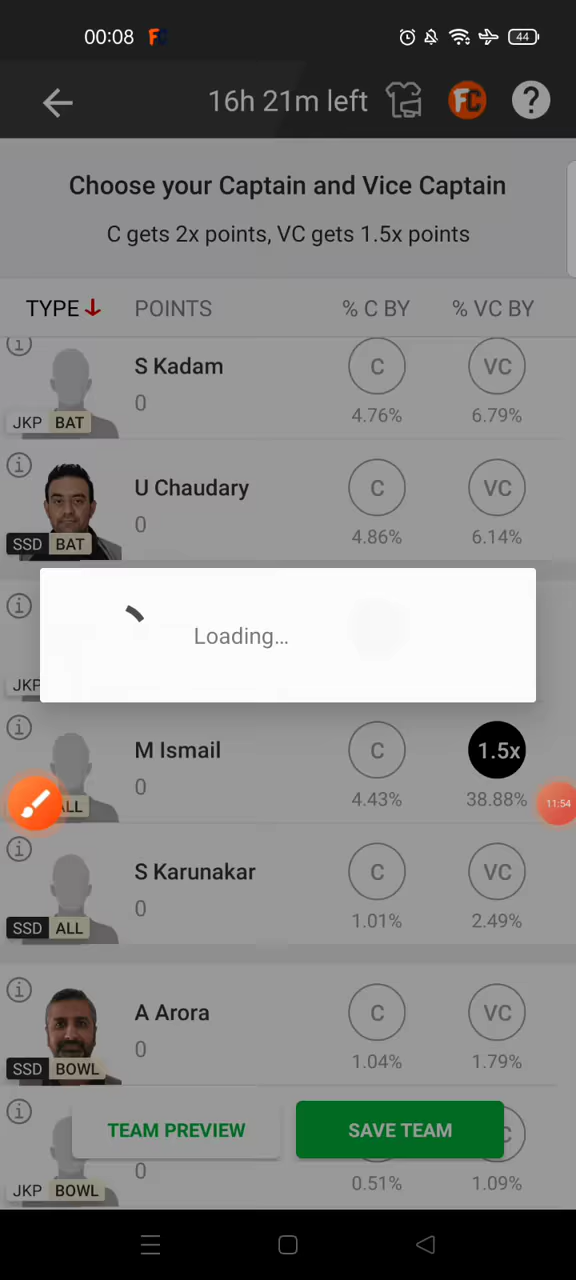 00:08 FC 44
16h 21m left FC ?
Choose your Captain and Vice Captain
C gets 2x points, VC gets 1.5x points
TYPE POINTS % C BY % VC BY
S Kadam C VC
0
JKP BAT 4.76% 6.79%
U Chaudary C VC
0
SSD BAT 4.86% 6.14%
Loading...
JKP
M Ismail C 1.5x
0 4.43% 38.88%
ALL 11:54
S Karunakar C VC
0
SSD ALL 1.01% 2.49%
A Arora C VC
0
SSD BOWL 1.04% 1.79%
TEAM PREVIEW SAVE TEAM
0
JKP BOWL 0.51% 1.09%